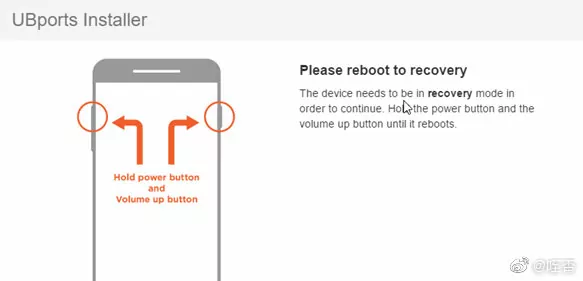 UBports Installer
Please reboot to recovery
The device needs to be in recovery mode in
order to continue. Hold the power button and the
volume up button until it reboots.
Hold power button
and
Volume up button